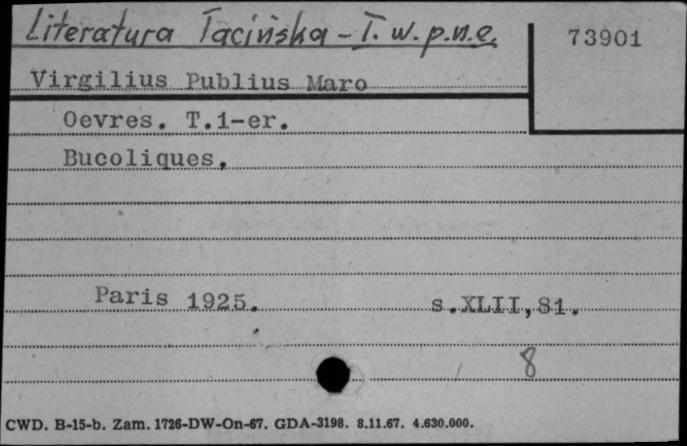 Literatura Łacińska - I. w. p.n.e.
73901
Virgilius Publius Maro
Oevres. T.1-er.
Bucoliques.
Paris 1925.
s.XLII,81.
8
CWD. B-15-b. Zam. 1726-DW-On-67. GDA-3198. 8.11.67. 4.630.000.